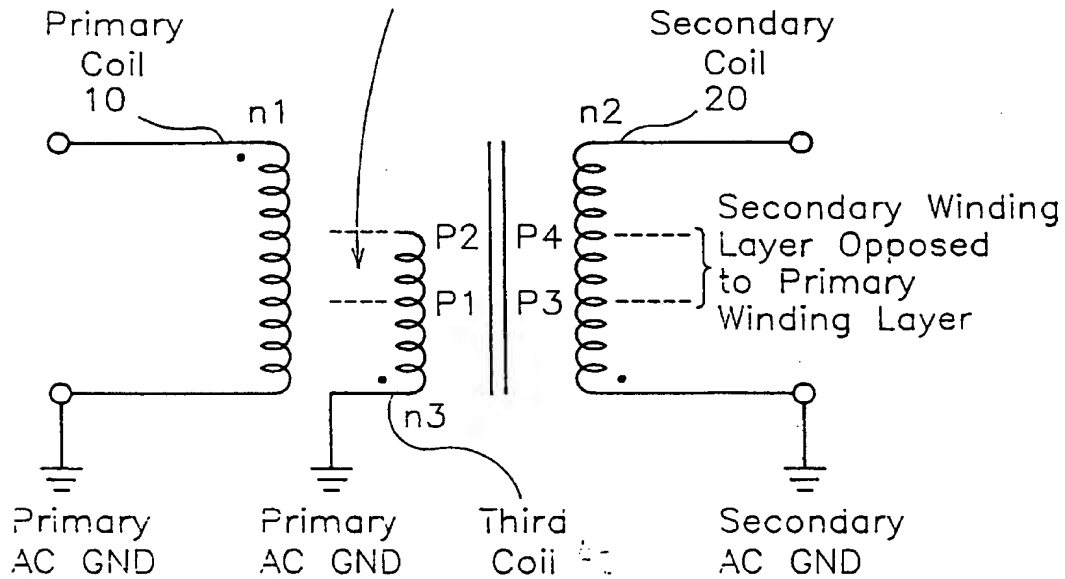 Primary
Coil
10
n1
Secondary
Coil
20
n2
P2
P4
P1
P3
Secondary Winding
Layer Opposed
to Primary
Winding Layer
n3
Primary
AC GND
Primary
AC GND
Third
Coil
Secondary
AC GND